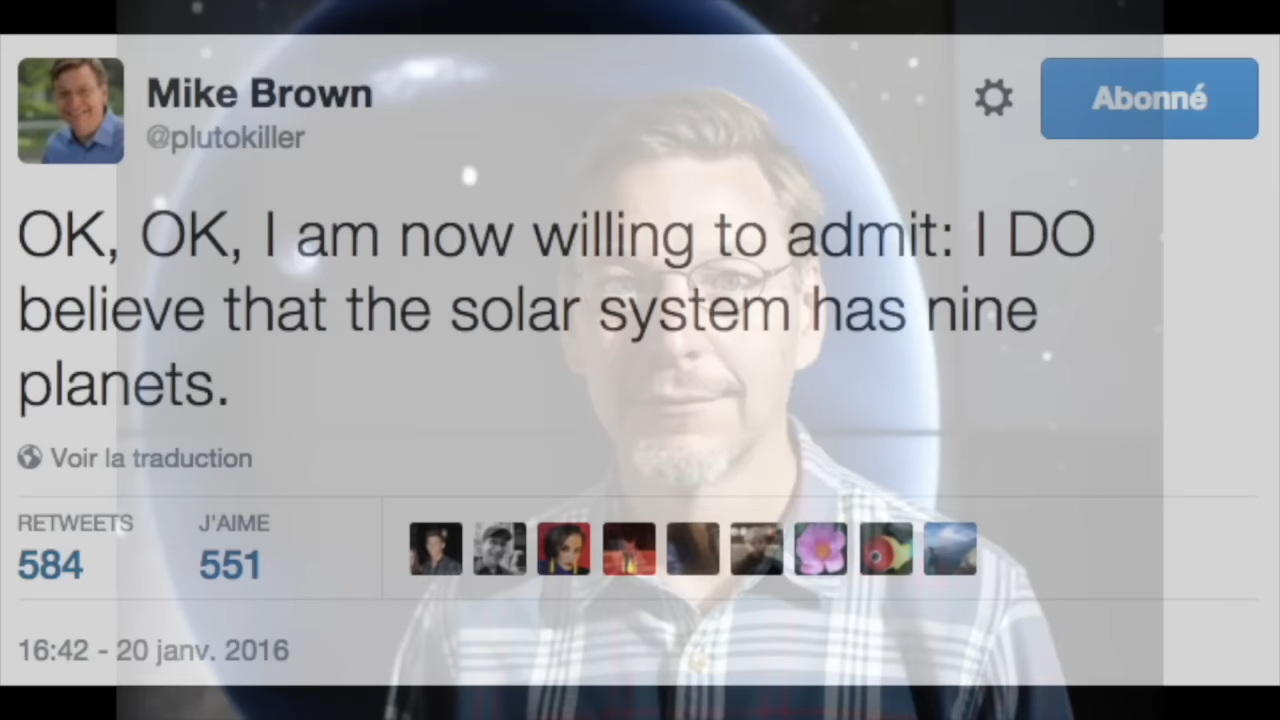 Mike Brown
@plutokiller
Abonné
OK, OK, I am now willing to admit: I DO
believe that the solar system has nine
planets.
Voir la traduction
RETWEETS
J'AIME
584
551
16:42 - 20 janv. 2016